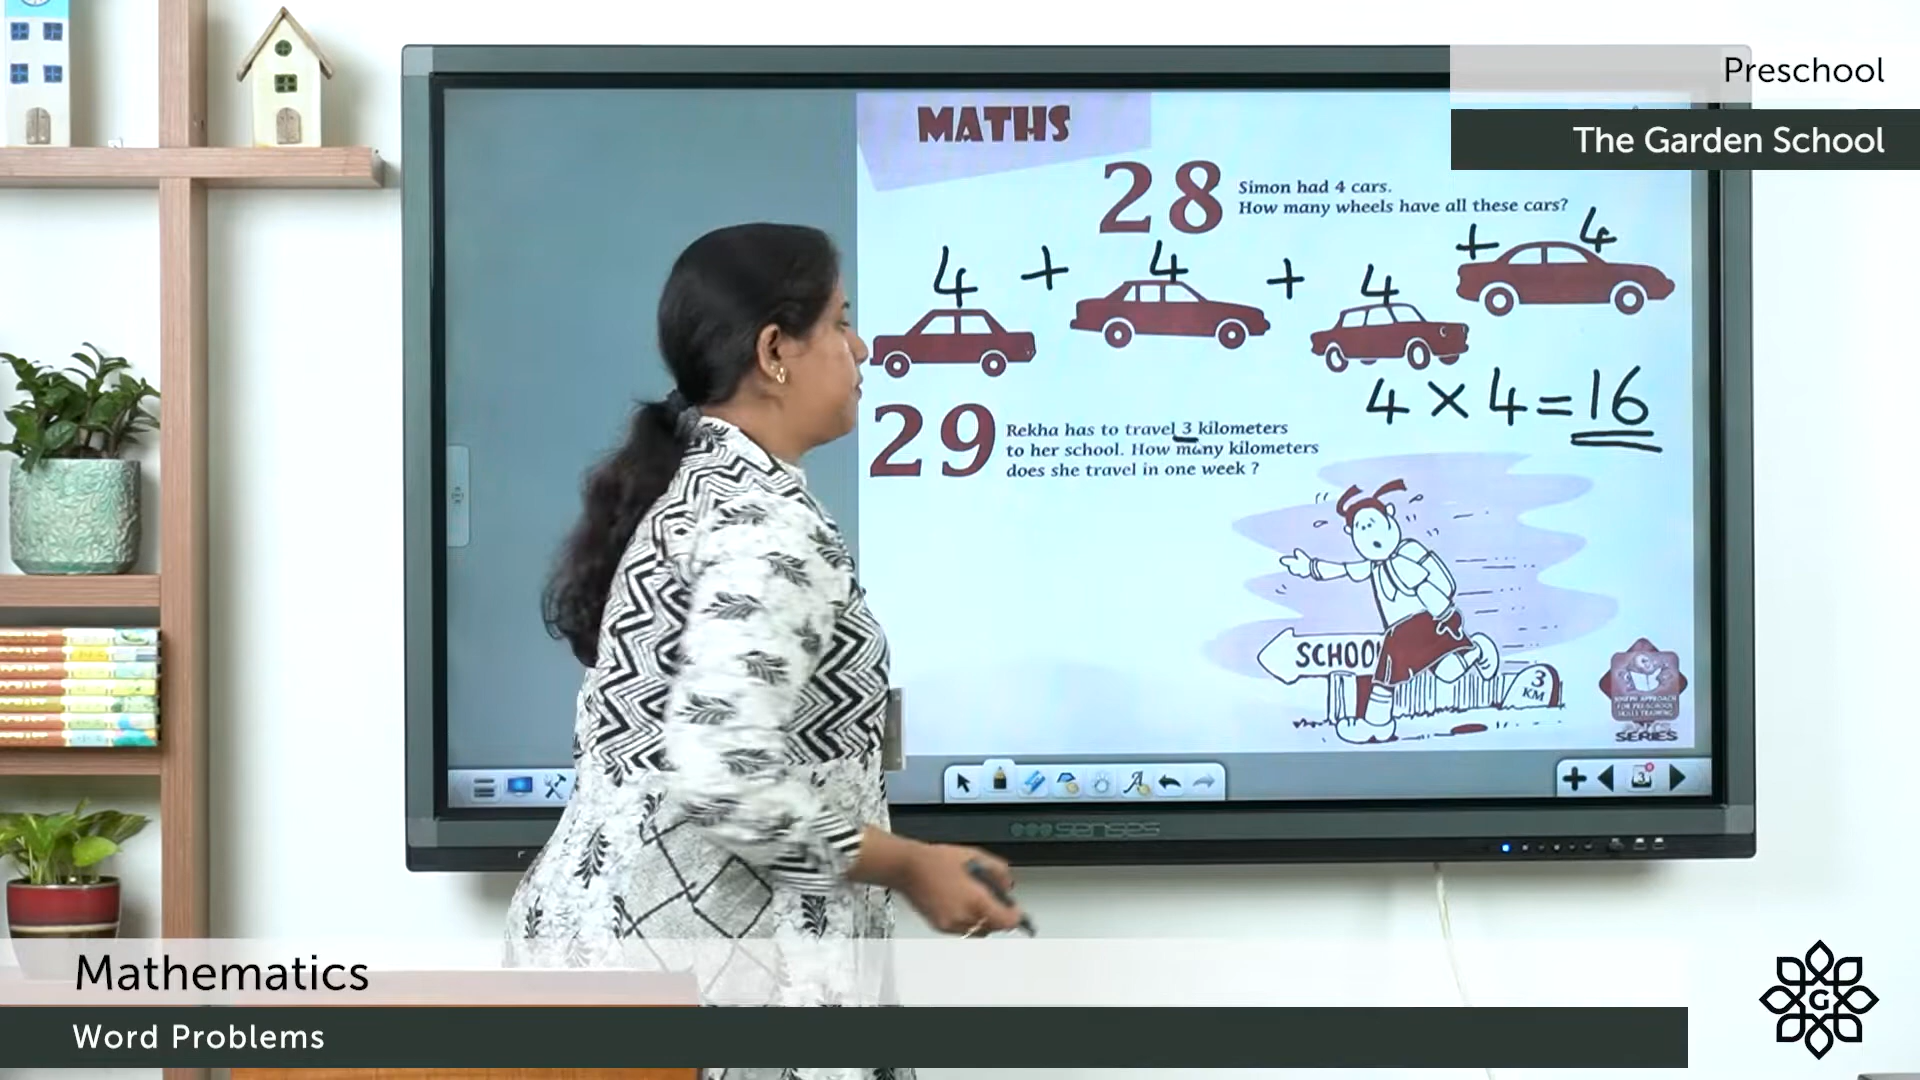 Preschool
The Garden School
MATHS
28
Simon had 4 cars.
How many wheels have all these cars?
4 + 4 + 4 + 4
4 × 4 = 16
29
Rekha has to travel 3 kilometers
to her school. How many kilometers
does she travel in one week ?
SCHOO
3
KM
SERIES
senses
3
Mathematics
Word Problems
G